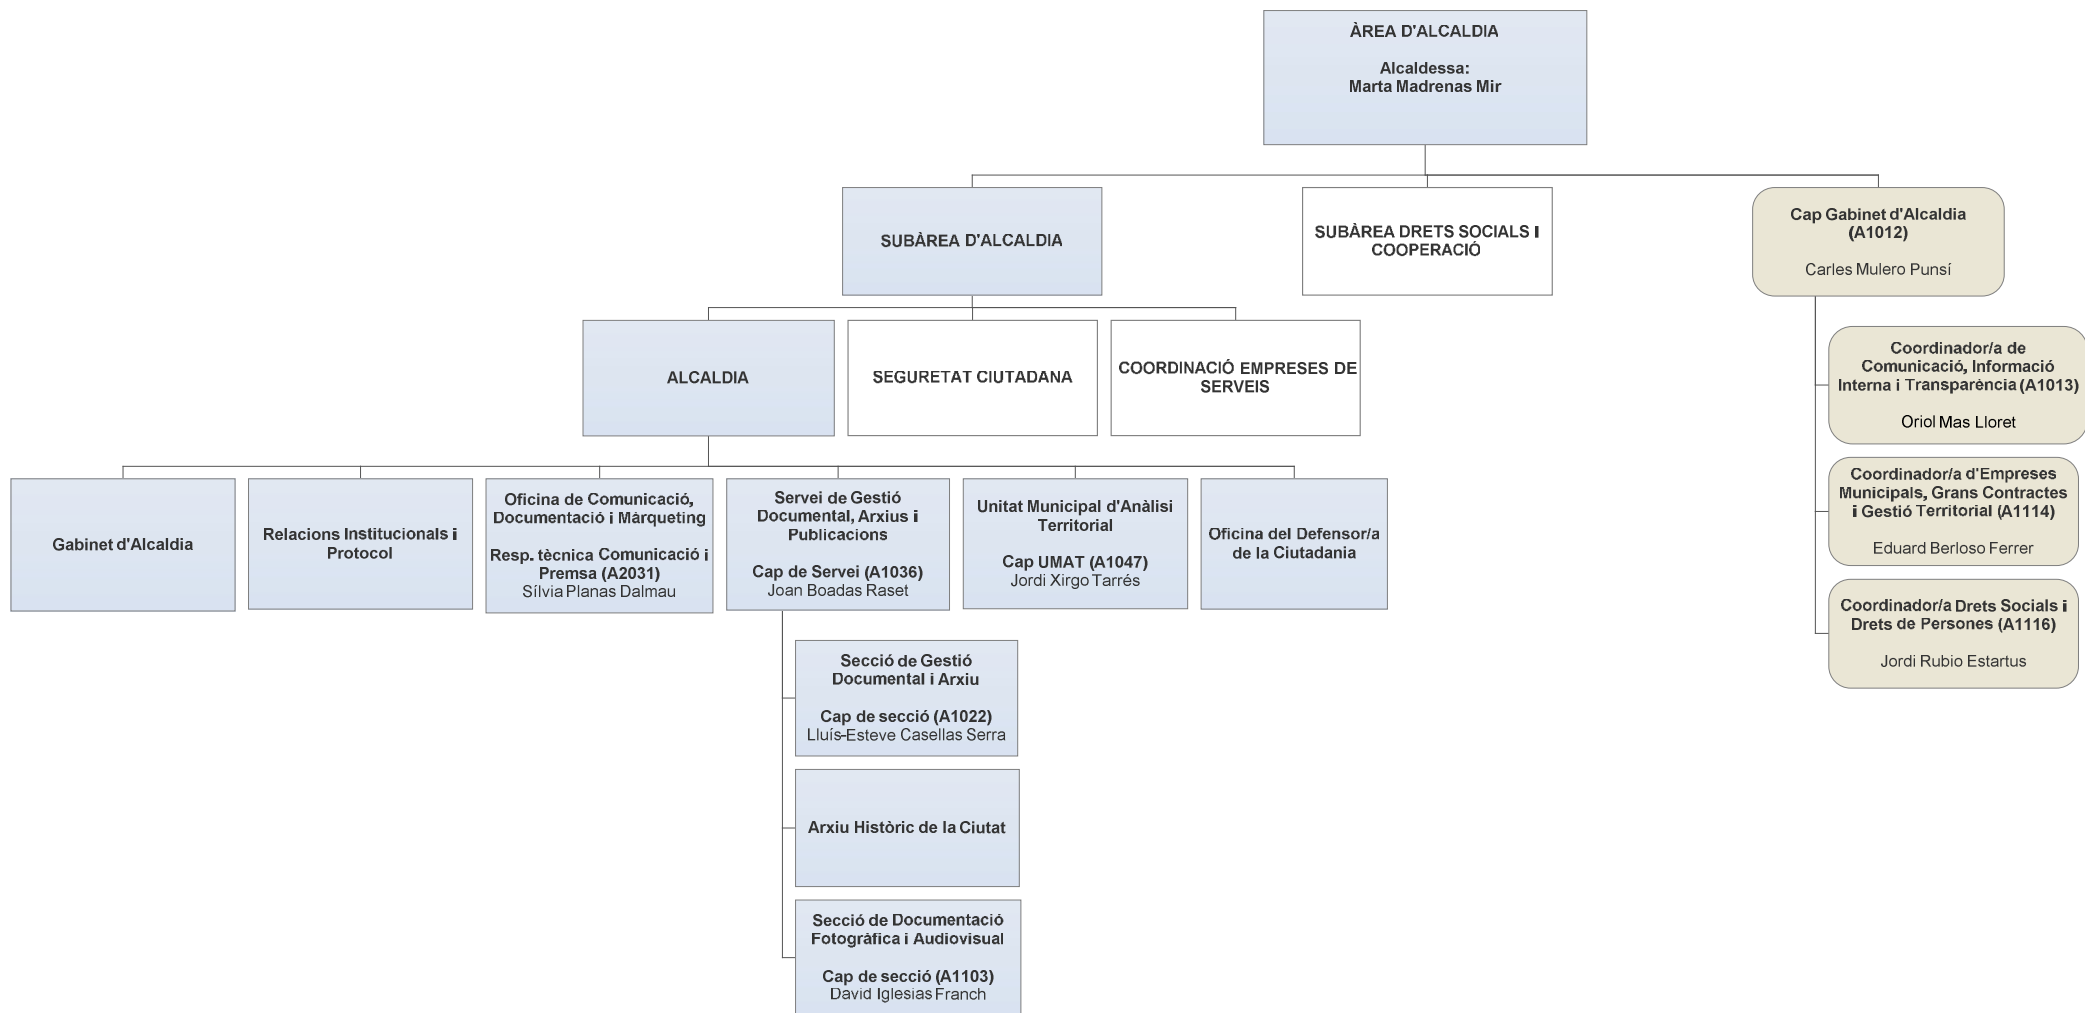 ÀREA D'ALCALDIA
Alcaldessa:
Marta Madrenas Mir
SUBÀREA D'ALCALDIA
SUBÀREA DRETS SOCIALS I
COOPERACIÓ
Cap Gabinet d'Alcaldia
(A1012)
Carles Mulero Punsí
ALCALDIA
SEGURETAT CIUTADANA
COORDINACIÓ EMPRESES DE
SERVEIS
Coordinador/a de
Comunicació, Informació
Interna i Transparència (A1013)
Oriol Mas Lloret
Coordinador/a d'Empreses
Municipals, Grans Contractes
i Gestió Territorial (A1114)
Eduard Berloso Ferrer
Coordinador/a Drets Socials i
Drets de Persones (A1116)
Jordi Rubio Estartus
Gabinet d'Alcaldia
Relacions Institucionals i
Protocol
Oficina de Comunicació,
Documentació i Màrqueting
Resp. tècnica Comunicació i
Premsa (A2031)
Sílvia Planas Dalmau
Servei de Gestió
Documental, Arxius i
Publicacions
Cap de Servei (A1036)
Joan Boadas Raset
Unitat Municipal d'Anàlisi
Territorial
Cap UMAT (A1047)
Jordi Xirgo Tarrés
Oficina del Defensor/a
de la Ciutadania
Secció de Gestió
Documental i Arxiu
Cap de secció (A1022)
Lluís-Esteve Casellas Serra
Arxiu Històric de la Ciutat
Secció de Documentació
Fotogràfica i Audiovisual
Cap de secció (A1103)
David Iglesias Franch